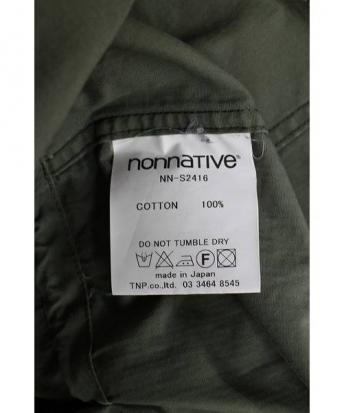 nonnative®
NN-S2416
COTTON 100%
DO NOT TUMBLE DRY
F
made in Japan
TNP.co.,ltd. 03 3464 8545